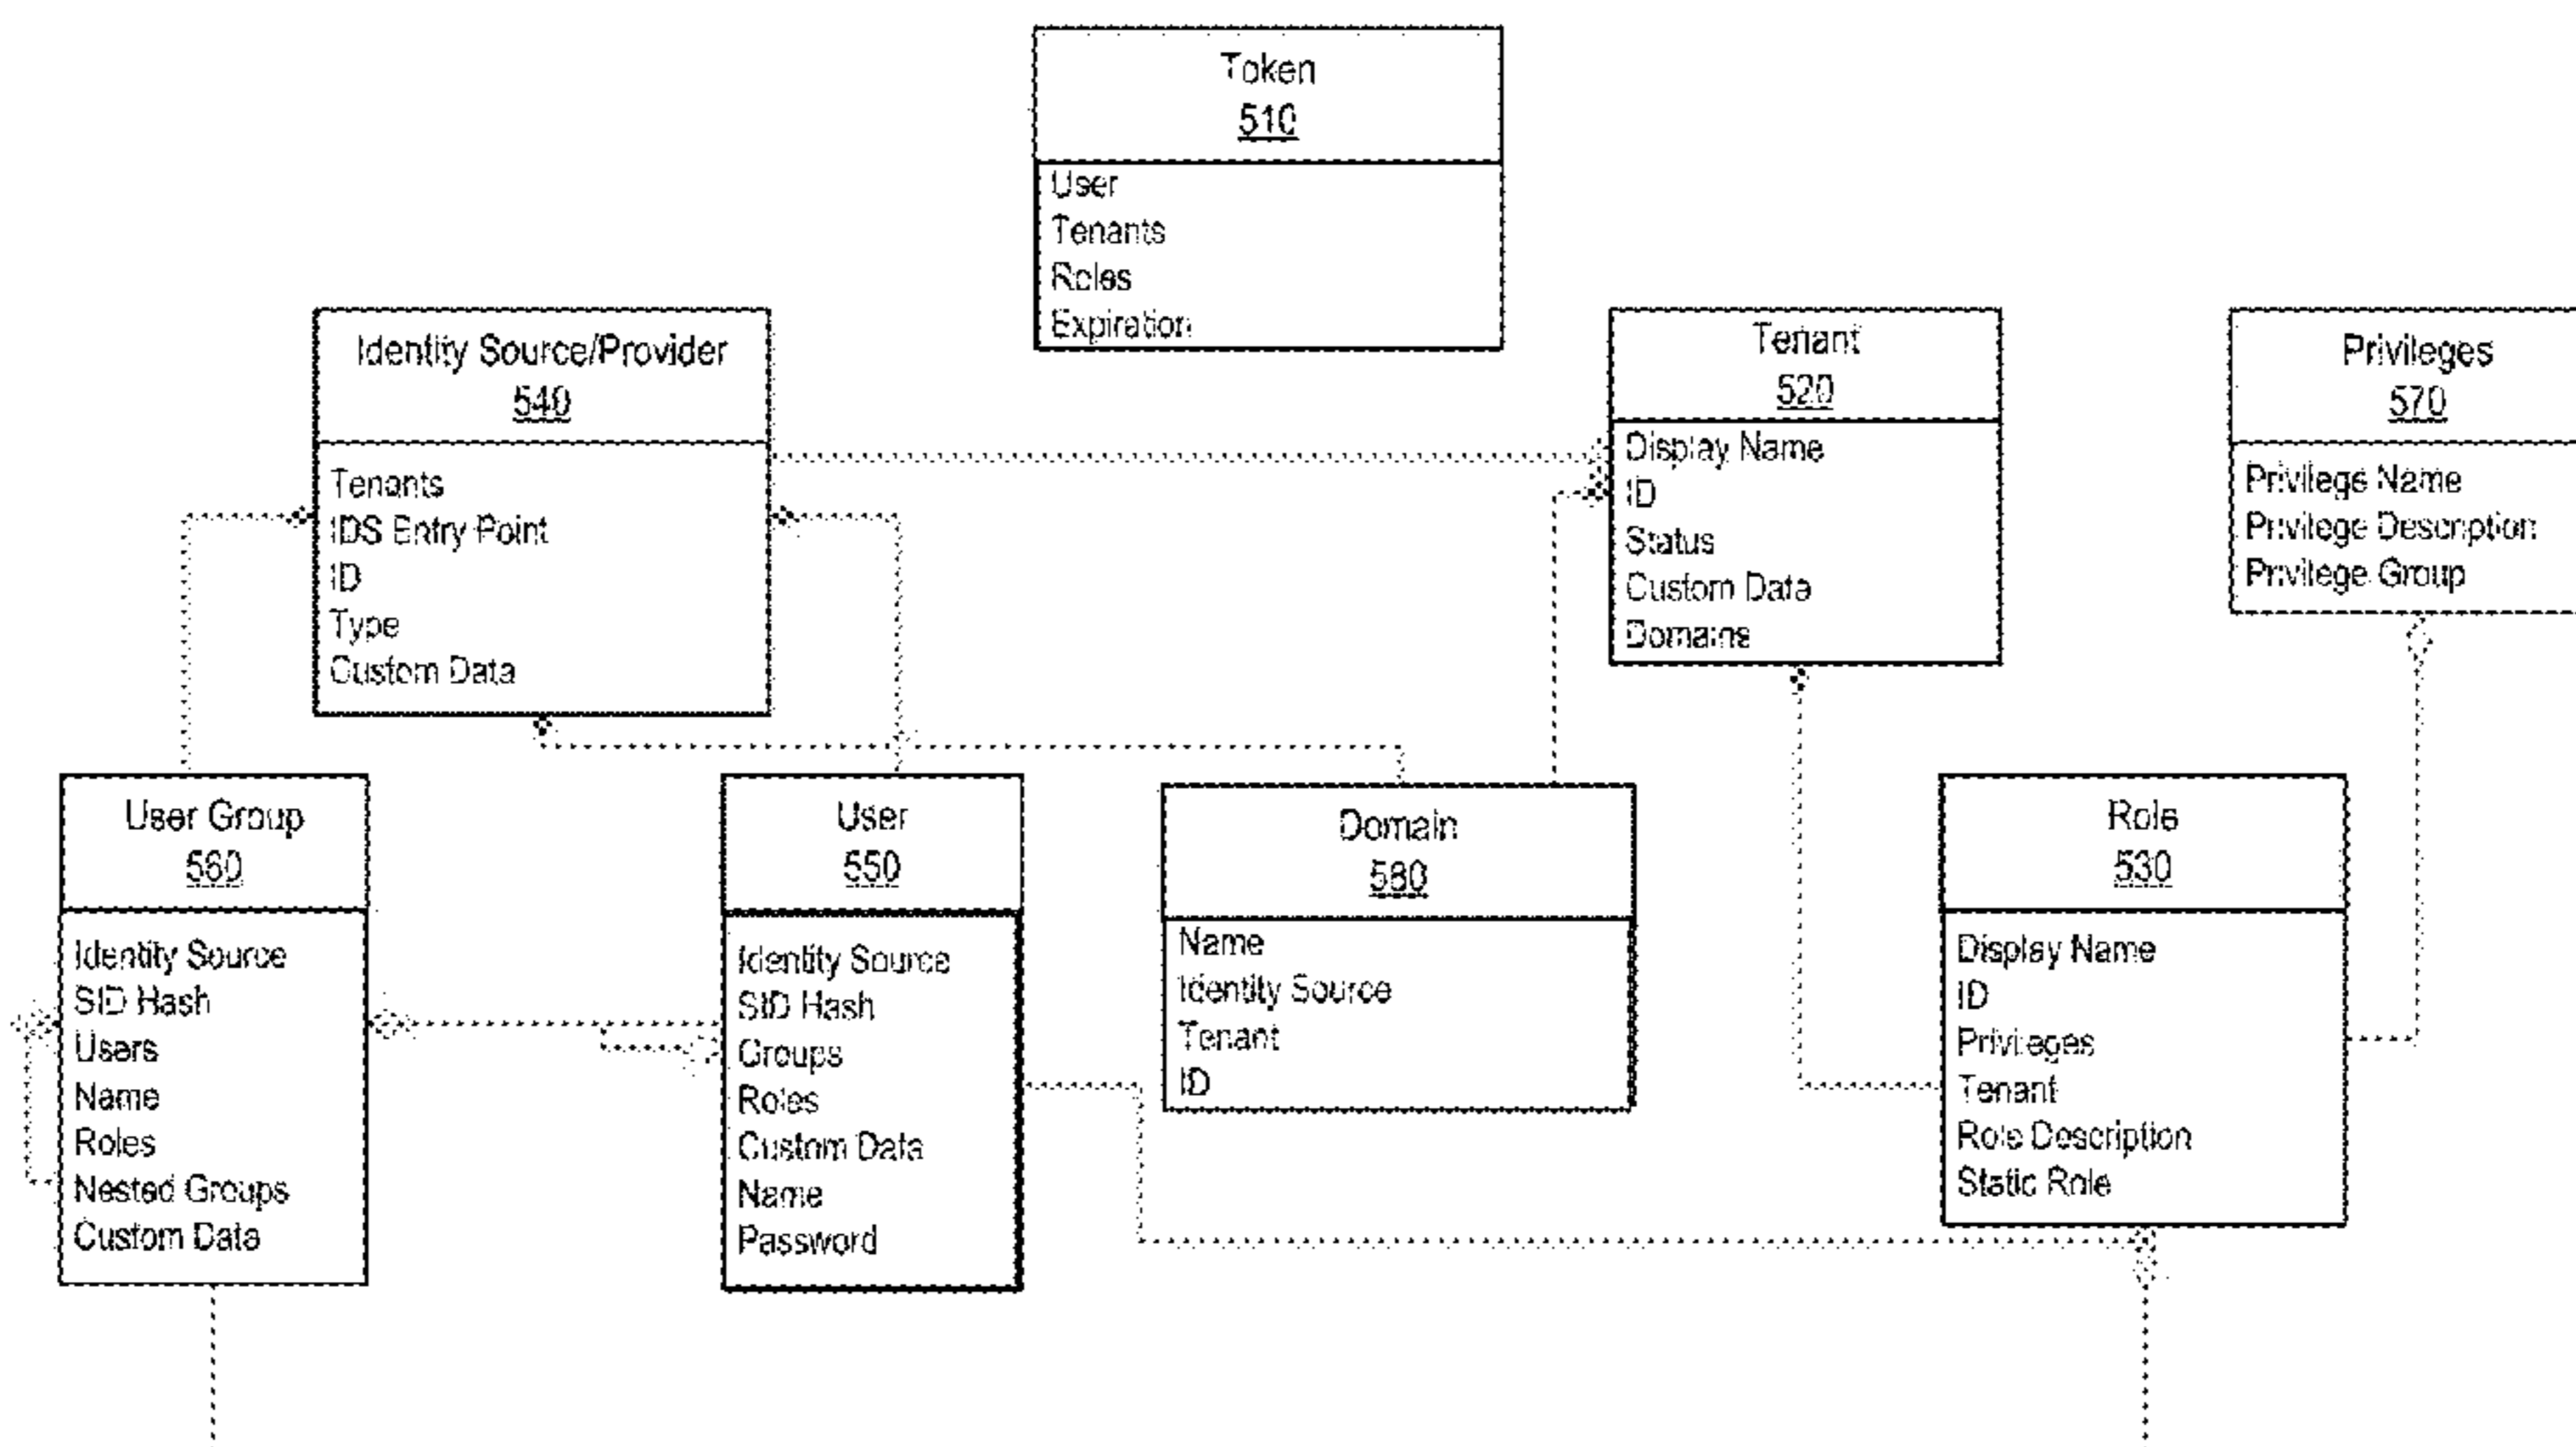 Token
510
User
Tenants
Roles
Expiration
Identity Source/Provider
540
Tenants
IDS Entry Point
ID
Type
Custom Data
Tenant
520
Display Name
ID
Status
Custom Data
Domains
Privileges
570
Privilege Name
Privilege Description
Privilege Group
User Group
560
Identity Source
SID Hash
Users
Name
Roles
Nested Groups
Custom Data
User
550
Identity Source
SID Hash
Groups
Roles
Custom Data
Name
Password
Domain
580
Name
Identity Source
Tenant
ID
Role
530
Display Name
ID
Privileges
Tenant
Role Description
Static Role